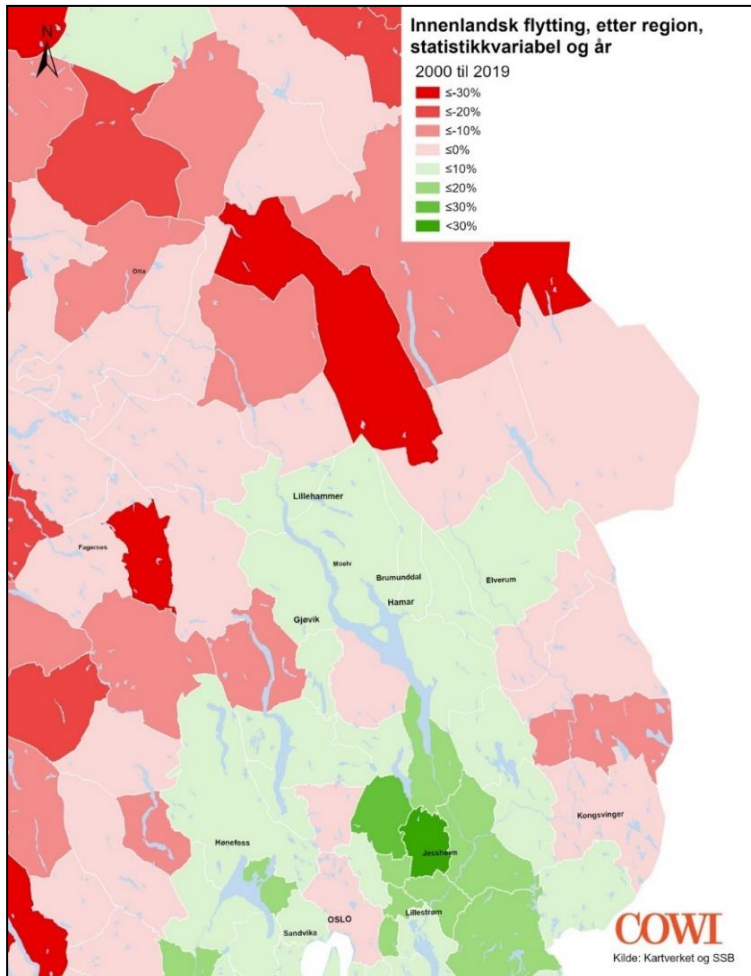 N
Innenlandsk flytting, etter region,
statistikkvariabel og år
2000 til 2019
≤-30%
≤-20%
≤-10%
≤0%
≤10%
≤20%
≤30%
<30%
Otta
Lillehammer
Fagernes
Moelv
Brumunddal
Elverum
Hamar
Gjøvik
Kongsvinger
Hønefoss
Jessheim
OSLO
Lillestrøm
Sandvika
COWI
Kilde: Kartverket og SSB